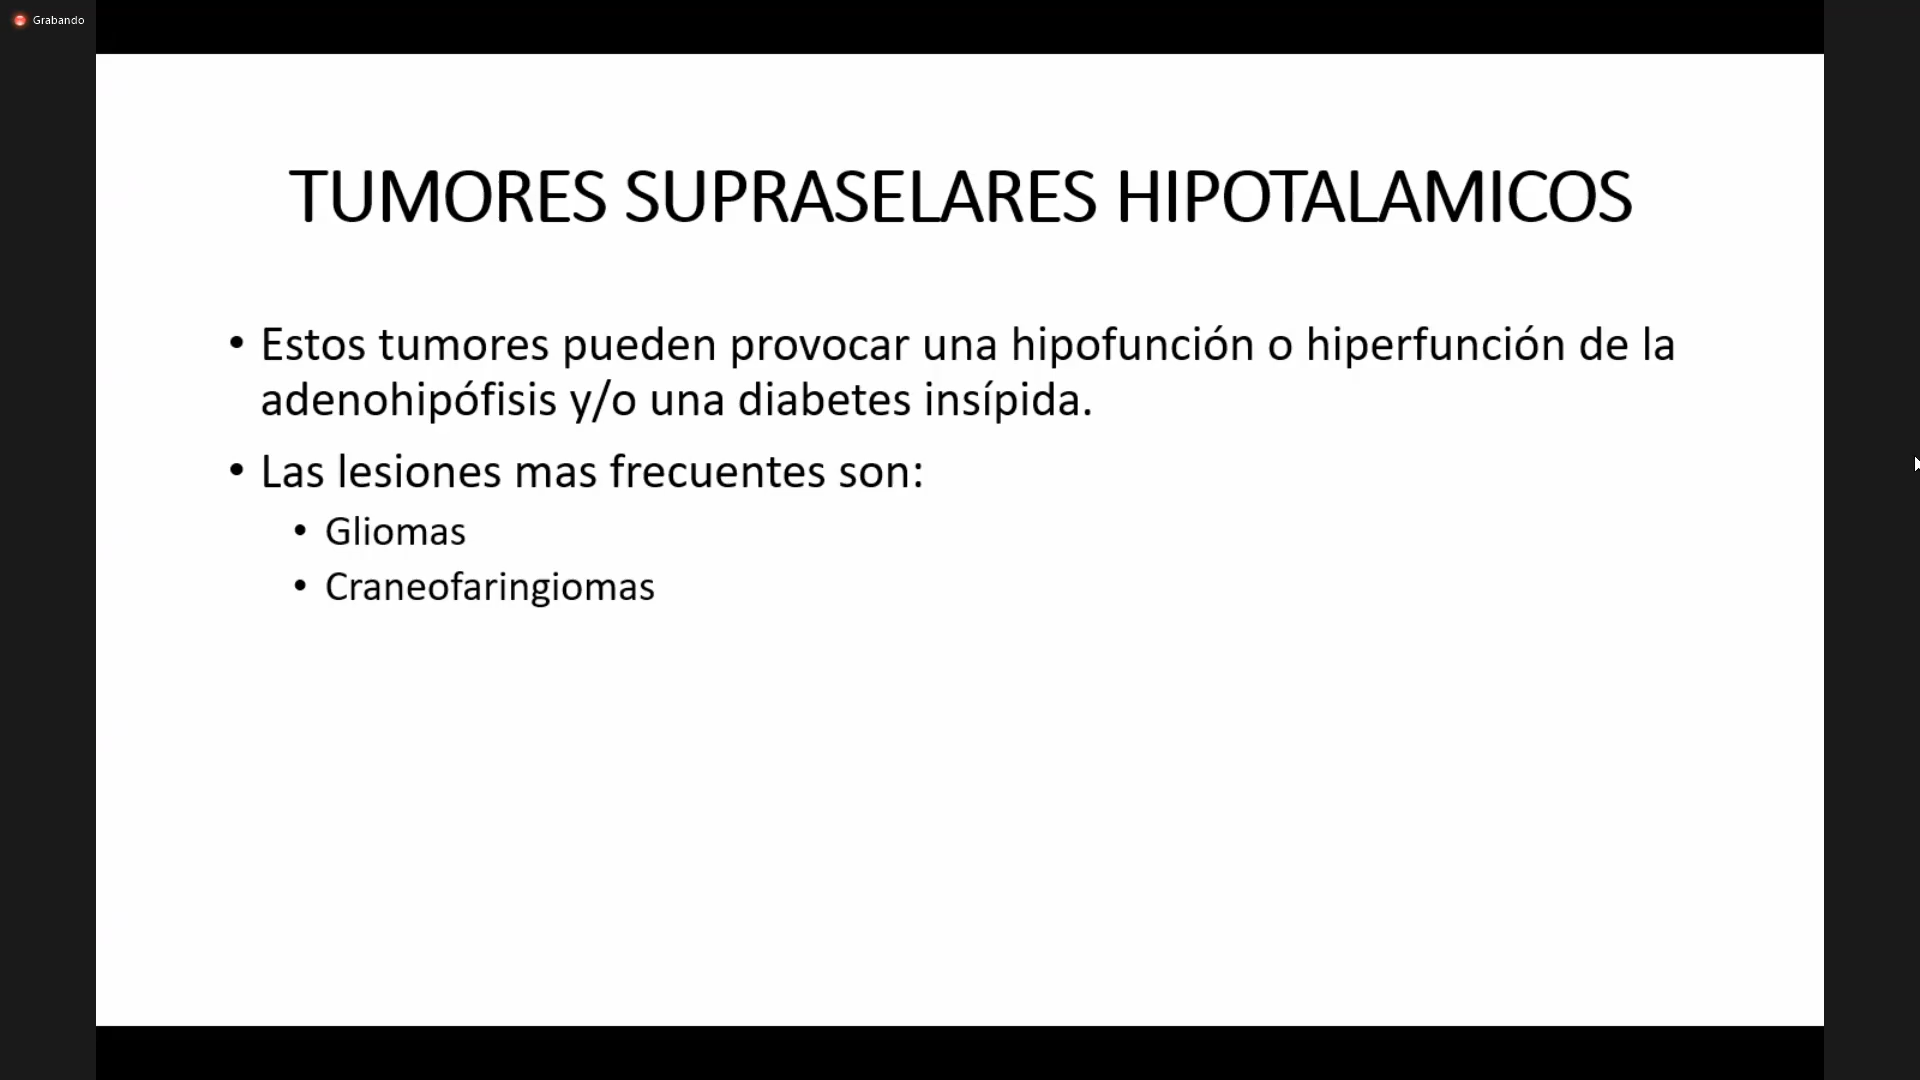 Grabando
TUMORES SUPRASELARES HIPOTALAMICOS
• Estos tumores pueden provocar una hipofunción o hiperfunción de la
adenohipófisis y/o una diabetes insípida.
• Las lesiones mas frecuentes son:
• Gliomas
• Craneofaringiomas